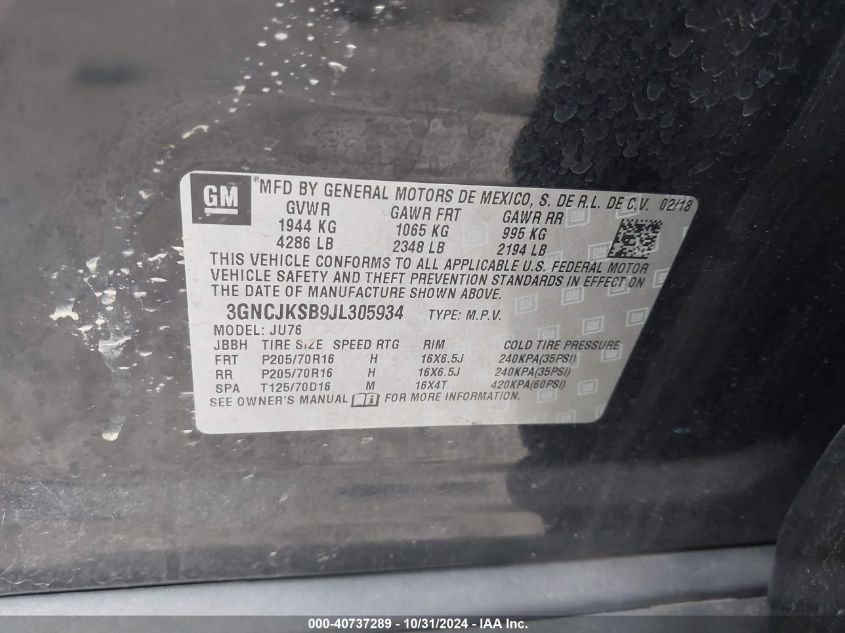 GM
*MFD BY GENERAL MOTORS DE MEXICO, S. DE R.L. DE C.V. 02/18
GVWR GAWR FRT GAWR RR
1944 KG 1065 KG 995 KG
4286 LB 2348 LB 2194 LB
THIS VEHICLE CONFORMS TO ALL APPLICABLE U.S. FEDERAL MOTOR
VEHICLE SAFETY AND THEFT PREVENTION STANDARDS IN EFFECT ON
THE DATE OF MANUFACTURE SHOWN ABOVE.
3GNCJKSB9JL305934 TYPE: M.P.V.
MODEL: JU76
JBBH TIRE SIZE SPEED RTG RIM COLD TIRE PRESSURE
FRT P205/70R16 H 16X6.5J 240KPA(35PSI)
RR P205/70R16 H 16X6.5J 240KPA(35PSI)
SPA T125/70D16 M 16X4T 420KPA(60PSI)
SEE OWNER'S MANUAL FOR MORE INFORMATION.
000-40737289 - 10/31/2024 - IAA Inc.